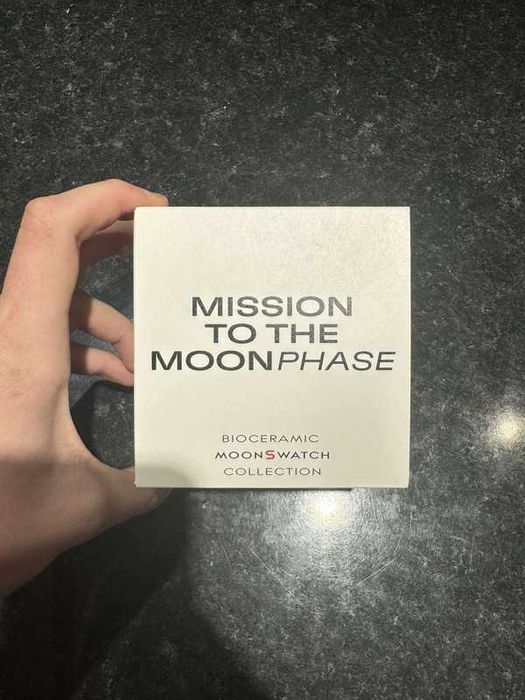 MISSION
TO THE
MOONPHASE
BIOCERAMIC
MOONSWATCH
COLLECTION